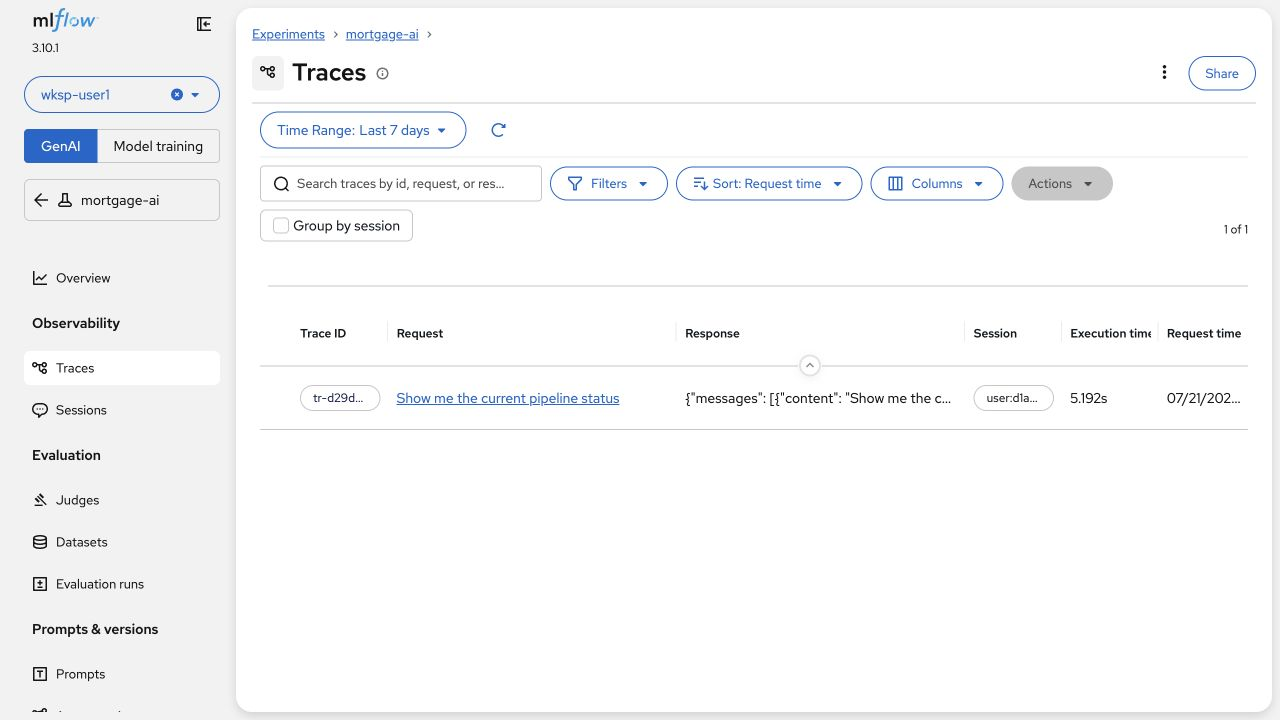 mlflow
3.10.1
wksp-user1
GenAI
Model training
mortgage-ai
Overview
Observability
Traces
Sessions
Evaluation
Judges
Datasets
Evaluation runs
Prompts & versions
Prompts
Experiments
mortgage-ai
Traces
Share
Time Range: Last 7 days
Search traces by id, request, or res...
Filters
Sort: Request time
Columns
Actions
Group by session
1 of 1
Trace ID Request Response Session Execution time Request time
tr-d29d... Show me the current pipeline status {"messages": [{"content": "Show me the c... user:d1a... 5.192s 07/21/202...